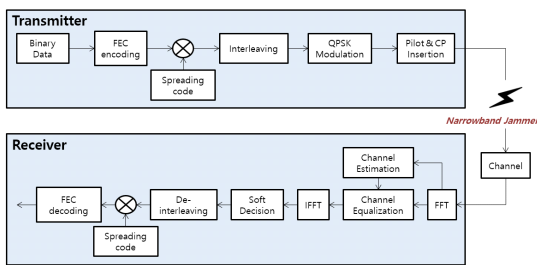 Transmitter
Binary
Data
FEC
encoding
Spreading
code
Interleaving
QPSK
Modulation
Pilot & CP
Insertion
Narrowband Jammer
Channel
Receiver
Channel
Estimation
FEC
decoding
Spreading
code
De-
interleaving
Soft
Decision
IFFT
Channel
Equalization
FFT